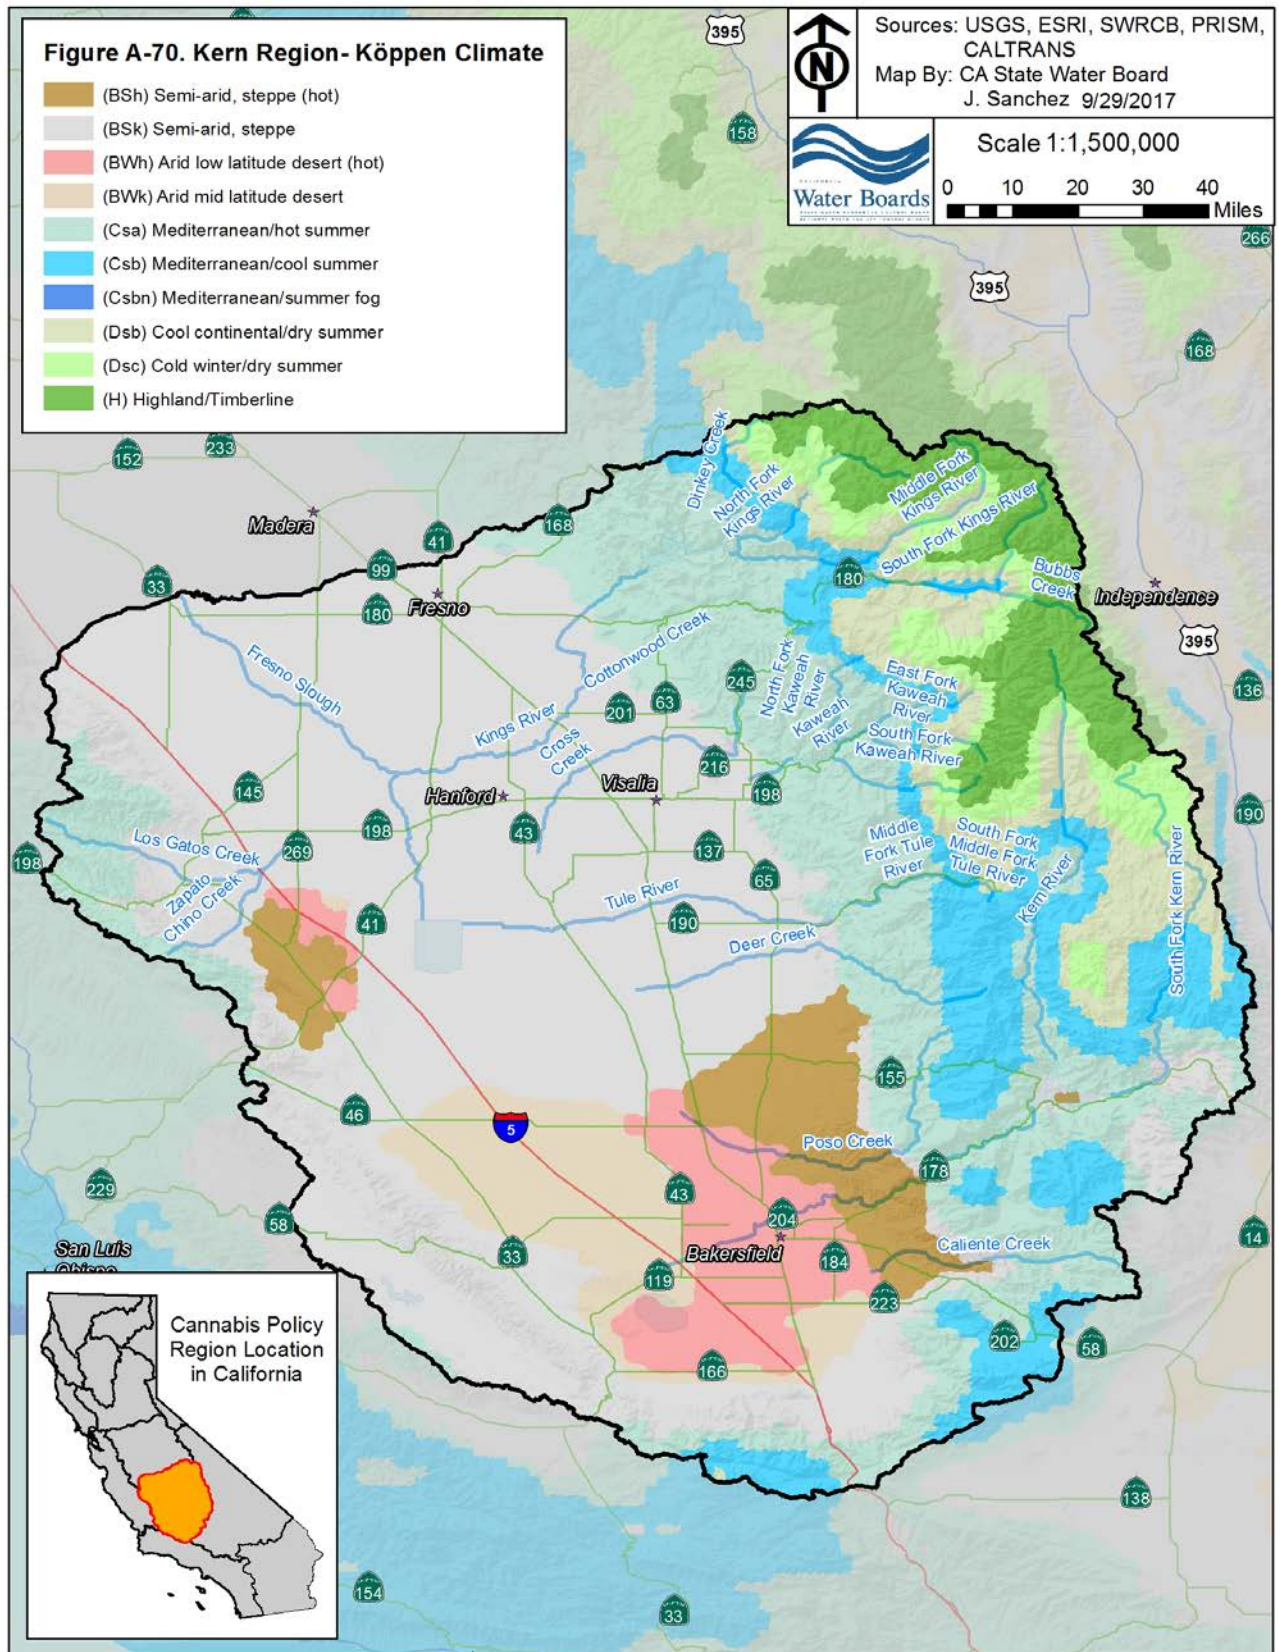 Figure A-70. Kern Region- Köppen Climate
(BSh) Semi-arid, steppe (hot)
(BSk) Semi-arid, steppe
(BWh) Arid low latitude desert (hot)
(BWk) Arid mid latitude desert
(Csa) Mediterranean/hot summer
(Csb) Mediterranean/cool summer
(Csbn) Mediterranean/summer fog
(Dsb) Cool continental/dry summer
(Dsc) Cold winter/dry summer
(H) Highland/Timberline
N
Sources: USGS, ESRI, SWRCB, PRISM,
CALTRANS
Map By: CA State Water Board
J. Sanchez 9/29/2017
CALIFORNIA
Water Boards
Scale 1:1,500,000
0 10 20 30 40
Miles
395
158
266
395
168
152
233
Dinkey Creek
North Fork
Kings River
Middle Fork
Kings River
South Fork Kings River
Madera
41
168
99
33
180
Fresno
180
Bubbs
Creek
Independence
395
Fresno Slough
Cottonwood Creek
Kings River
Cross
Creek
201
63
245
North Fork
Kaweah
River
Kaweah
River
East Fork
Kaweah
River
South Fork
Kaweah River
136
145
216
Hanford
Visalia
198
190
198
43
Los Gatos Creek
269
198
Zapato
Chino Creek
137
65
Middle
Fork Tule
River
South Fork
Middle Fork
Tule River
Kern River
South Fork Kern River
41
Tule River
190
Deer Creek
155
46
5
Poso Creek
178
229
43
58
204
14
San Luis
Obispo
33
Bakersfield
184
Caliente Creek
119
223
202
58
166
Cannabis Policy
Region Location
in California
138
154
33